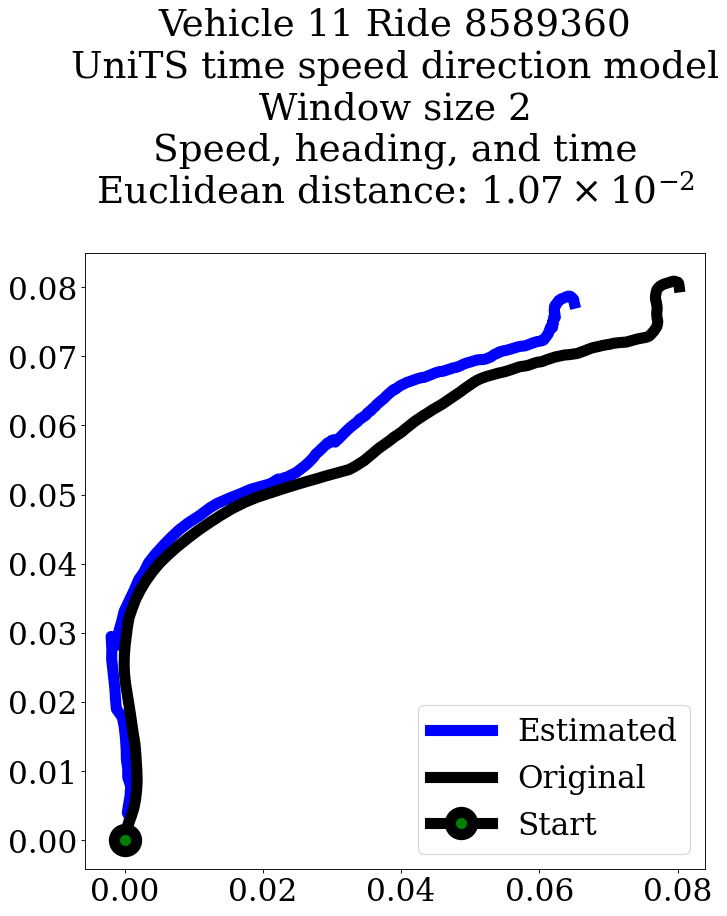 Vehicle 11 Ride 8589360
UniTS time speed direction model
Window size 2
Speed, heading, and time
Euclidean distance: 1.07 × 10⁻²
0.08
0.07
0.06
0.05
0.04
0.03
0.02
0.01
0.00
Estimated
Original
Start
0.00 0.02 0.04 0.06 0.08